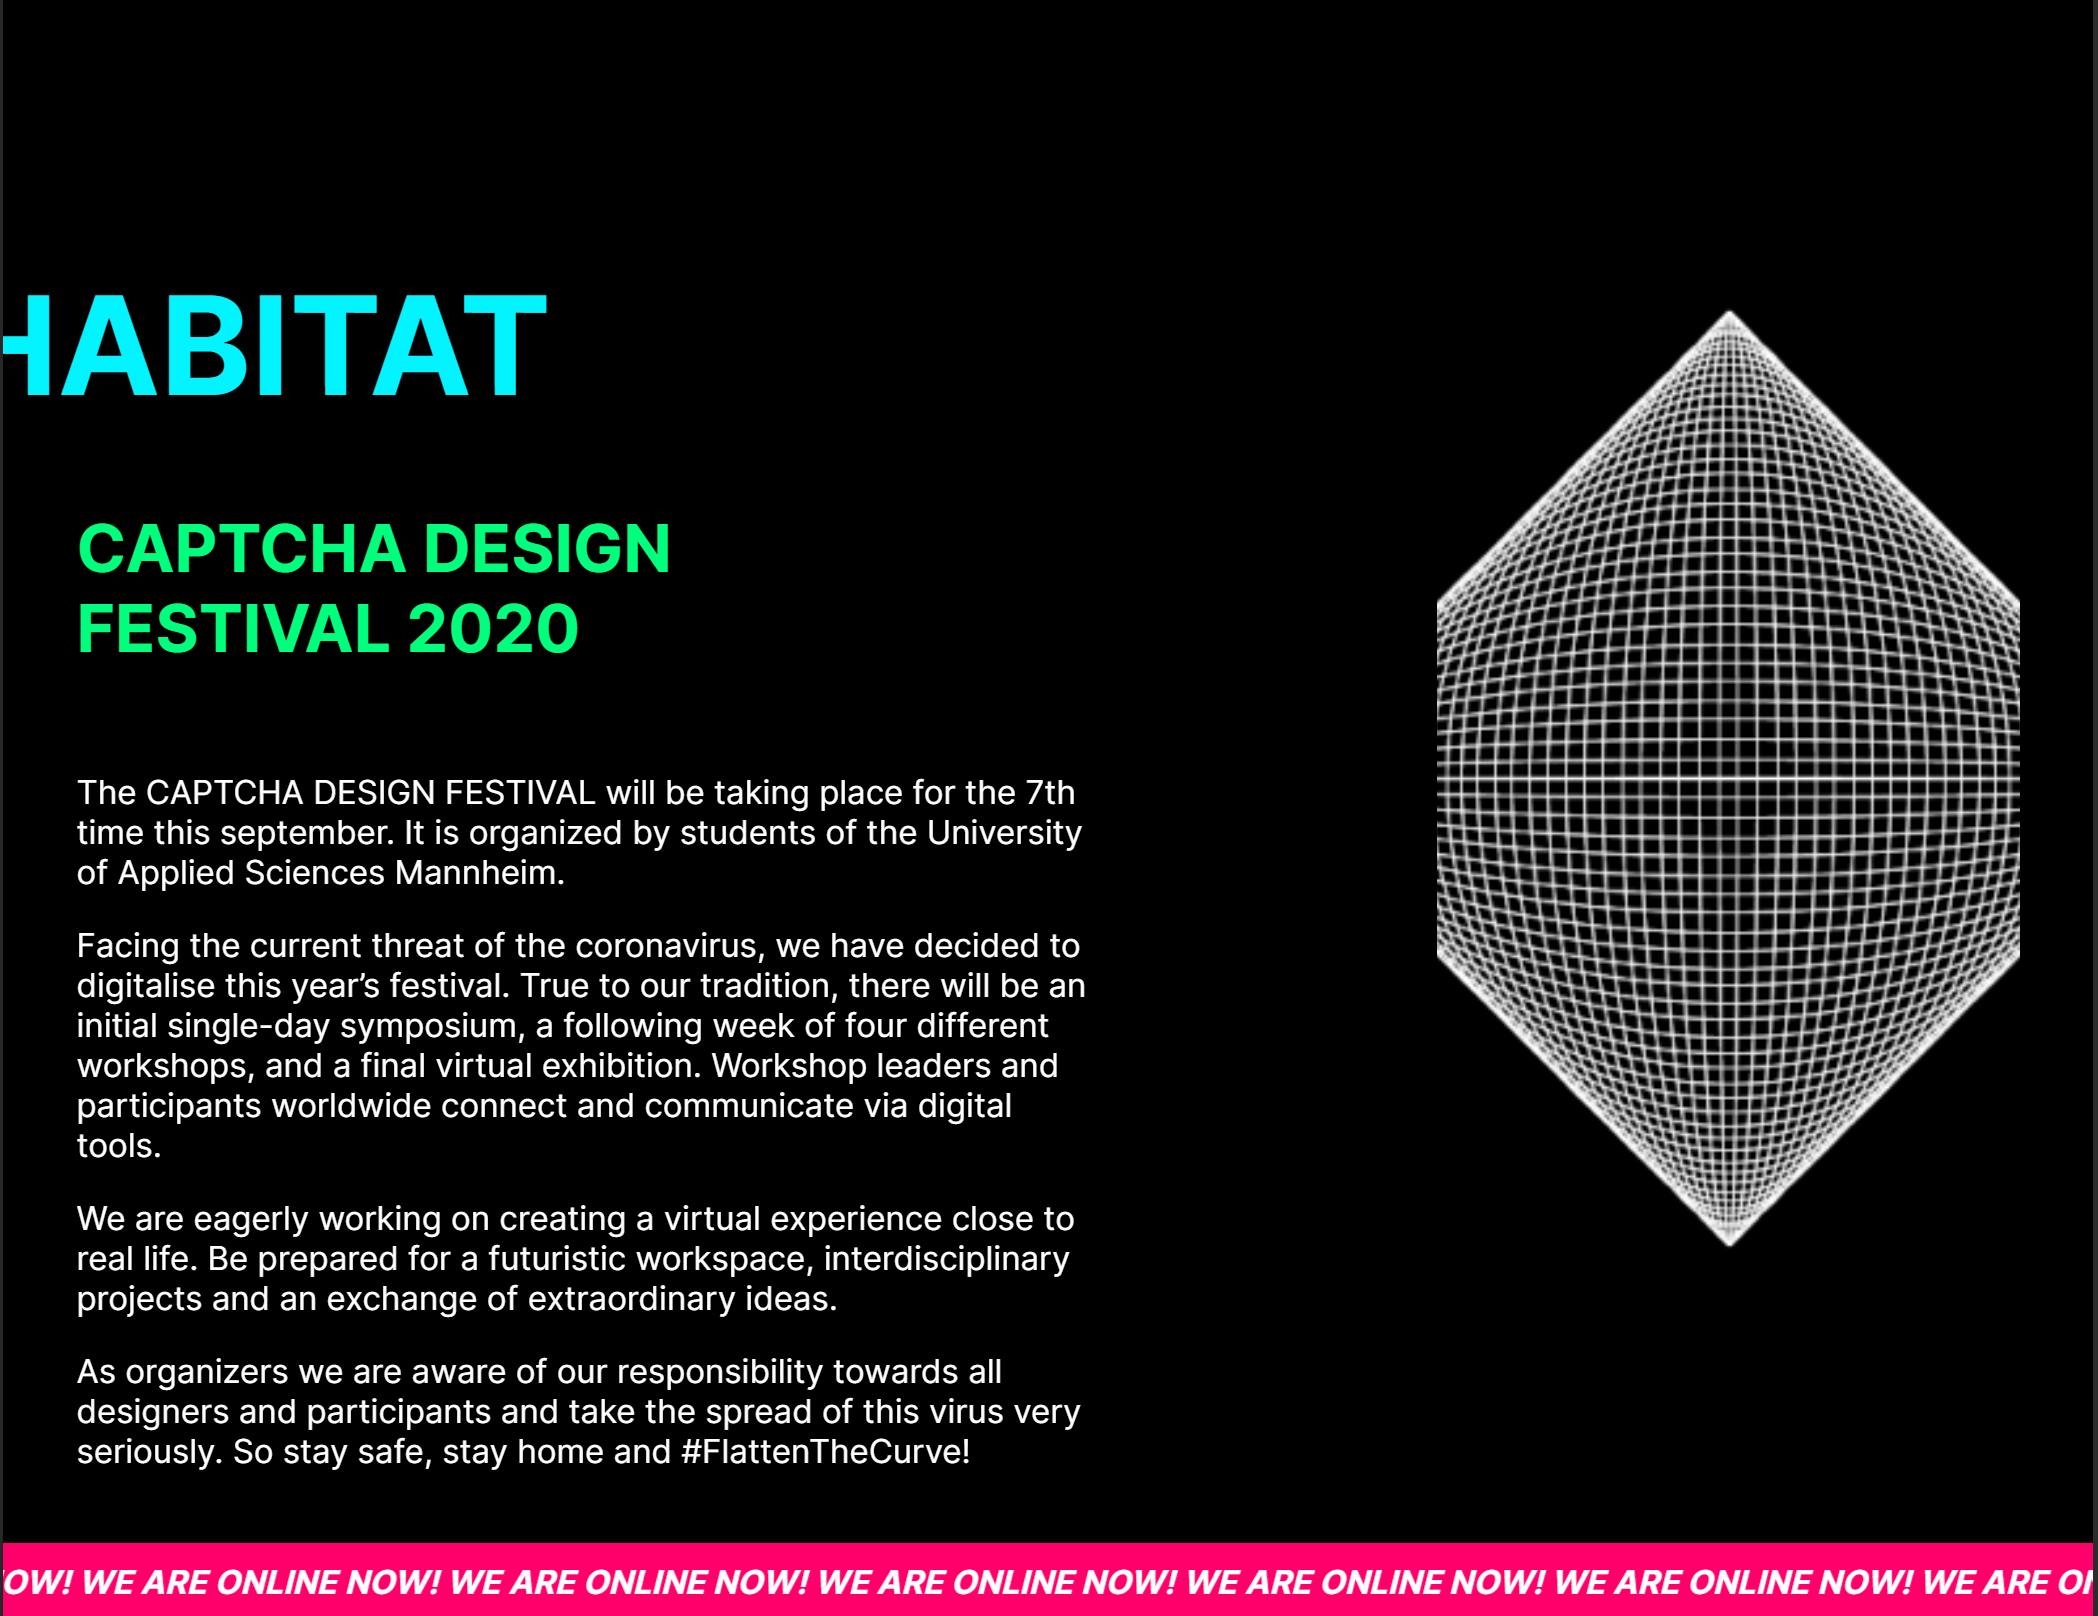 HABITAT
CAPTCHA DESIGN
FESTIVAL 2020
The CAPTCHA DESIGN FESTIVAL will be taking place for the 7th
time this september. It is organized by students of the University
of Applied Sciences Mannheim.
Facing the current threat of the coronavirus, we have decided to
digitalise this year’s festival. True to our tradition, there will be an
initial single-day symposium, a following week of four different
workshops, and a final virtual exhibition. Workshop leaders and
participants worldwide connect and communicate via digital
tools.
We are eagerly working on creating a virtual experience close to
real life. Be prepared for a futuristic workspace, interdisciplinary
projects and an exchange of extraordinary ideas.
As organizers we are aware of our responsibility towards all
designers and participants and take the spread of this virus very
seriously. So stay safe, stay home and #FlattenTheCurve!
OW! WE ARE ONLINE NOW! WE ARE ONLINE NOW! WE ARE ONLINE NOW! WE ARE ONLINE NOW! WE ARE ONLINE NOW! WE ARE